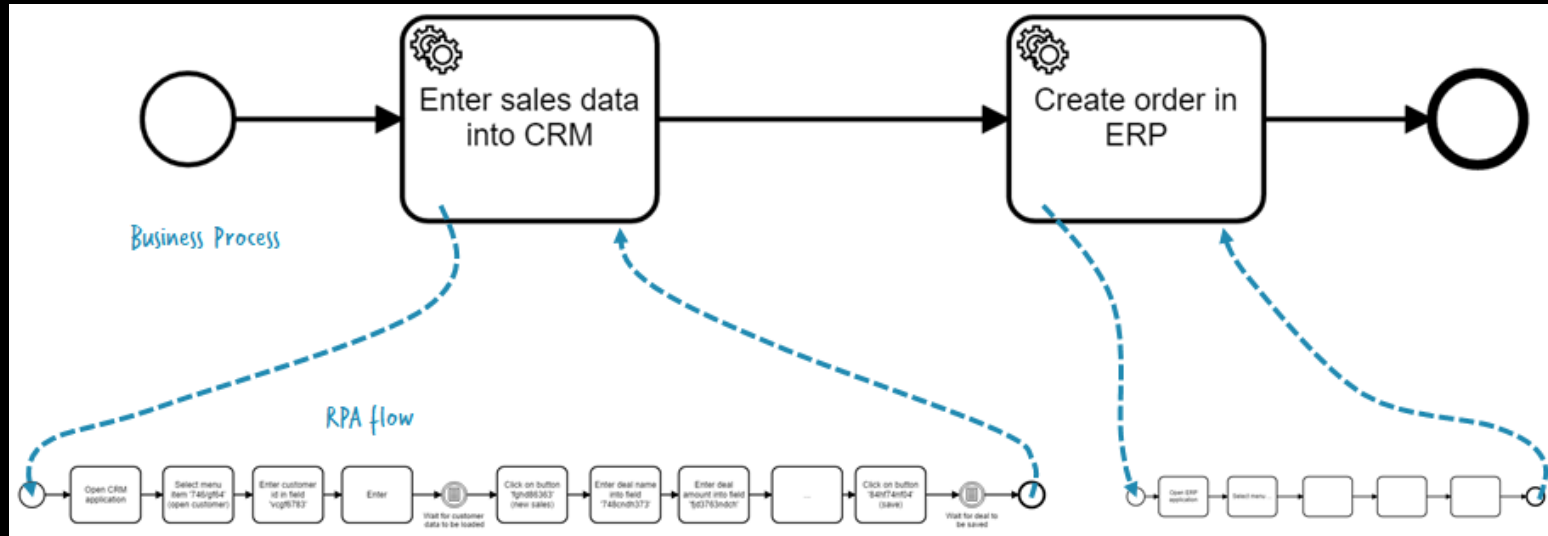 Enter sales data
into CRM
Create order in
ERP
Business Process
RPA flow
Open CRM
application
Select menu
item '746/gf64'
(open customer)
Enter customer
id in field
'vcgf6783'
Enter
Wait for customer
data to be loaded
Click on button
'fghd86363'
(new sales)
Enter deal name
into field
'748cndh373'
Enter deal
amount into field
'fjd3763ndch'
...
Click on button
'84hf74nf04'
(save)
Wait for deal to
be saved
Open ERP
application
Select menu ...